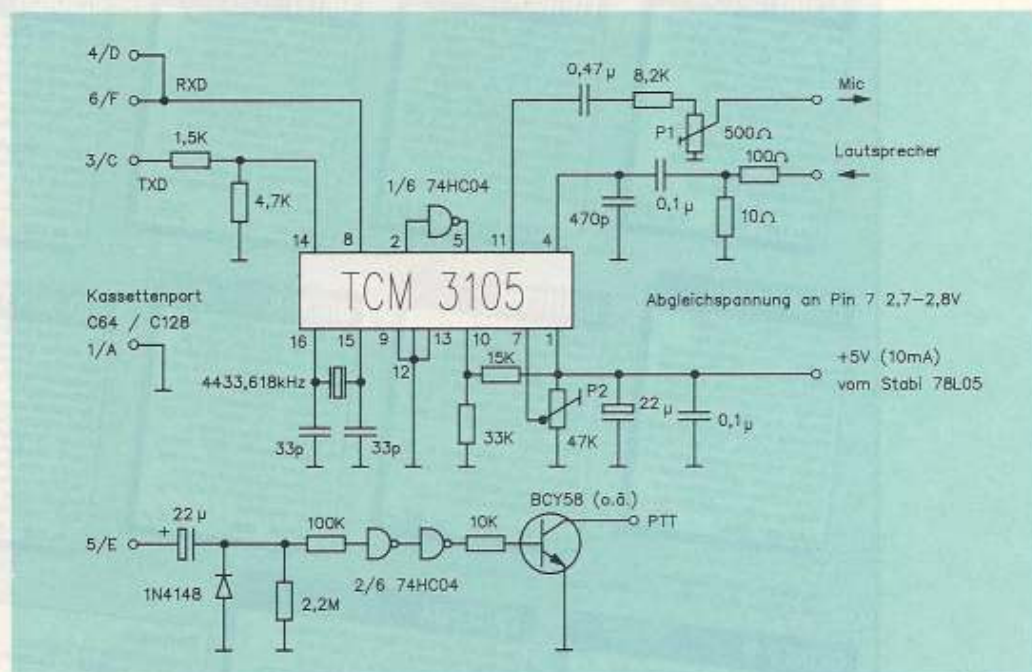 4/D
6/F
RXD
3/C
1,5K
TXD
4,7K
0,47µ
8,2K
Mic
P1
500Ω
Lautsprecher
100Ω
1/6 74HC04
470p
0,1µ
10Ω
14
8
2
5
11
4
TCM 3105
Kassettenport
C64 / C128
1/A
Abgleichspannung an Pin 7 2,7-2,8V
16
15
9
12
13
10
7
1
4433,618kHz
15K
+5V (10mA)
vom Stabi 78L05
P2
33p
33p
33K
47K
22µ
0,1µ
5/E
+
22µ
1N4148
2,2M
100K
2/6 74HC04
10K
BCY58 (o.ä.)
PTT